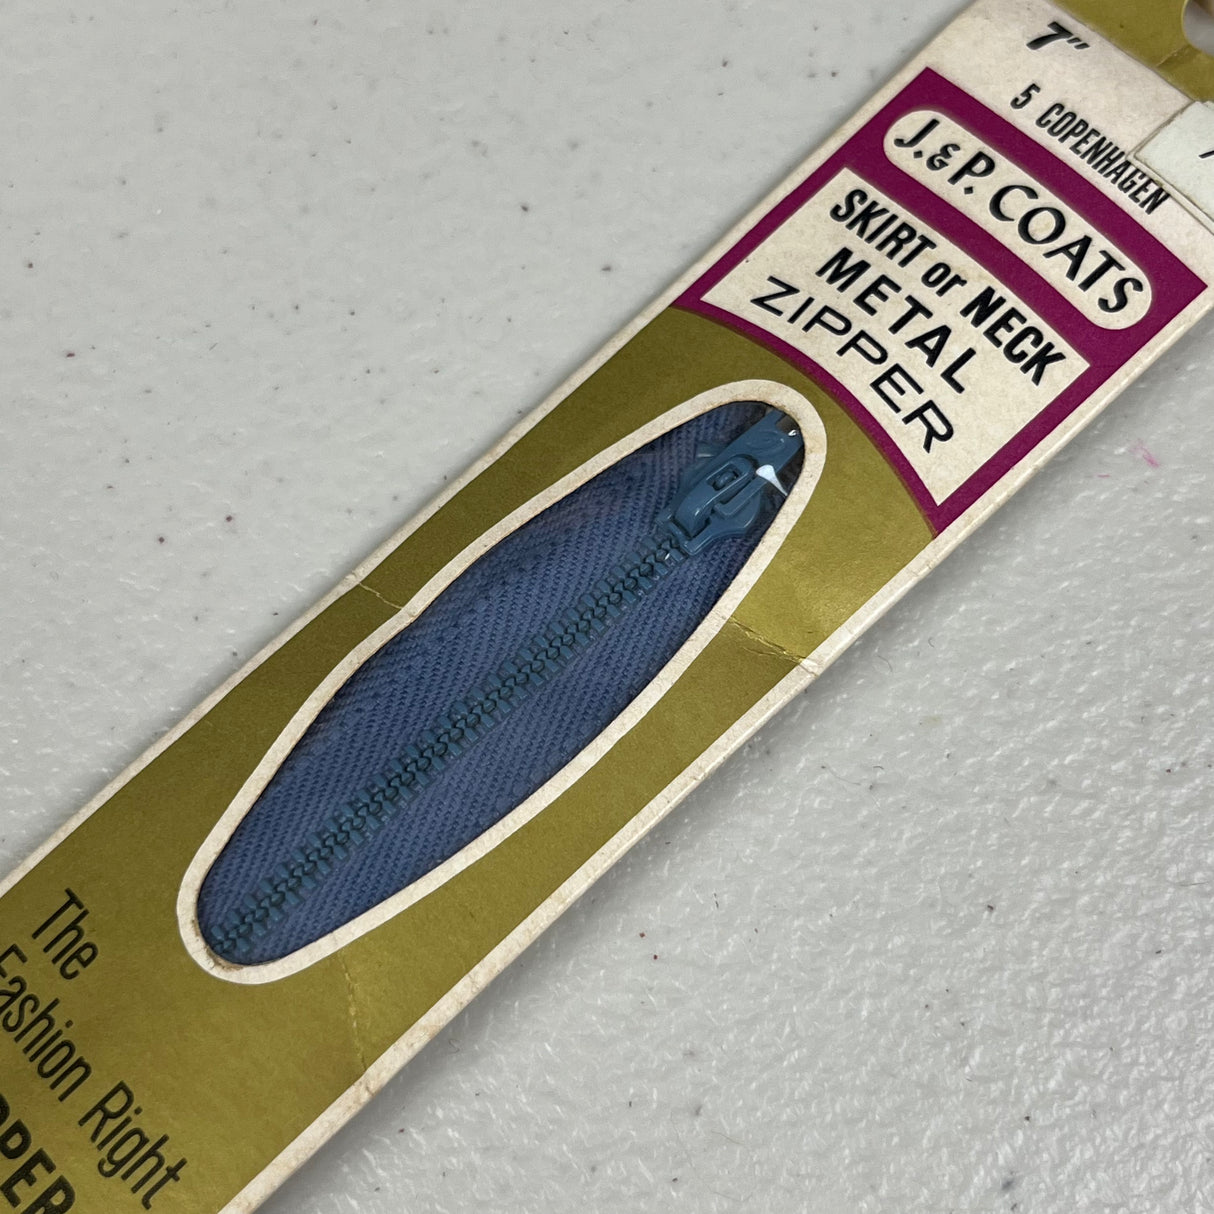 7"
5 COPENHAGEN
J.&P. COATS
SKIRT or NECK
METAL
ZIPPER
The
Fashion Right